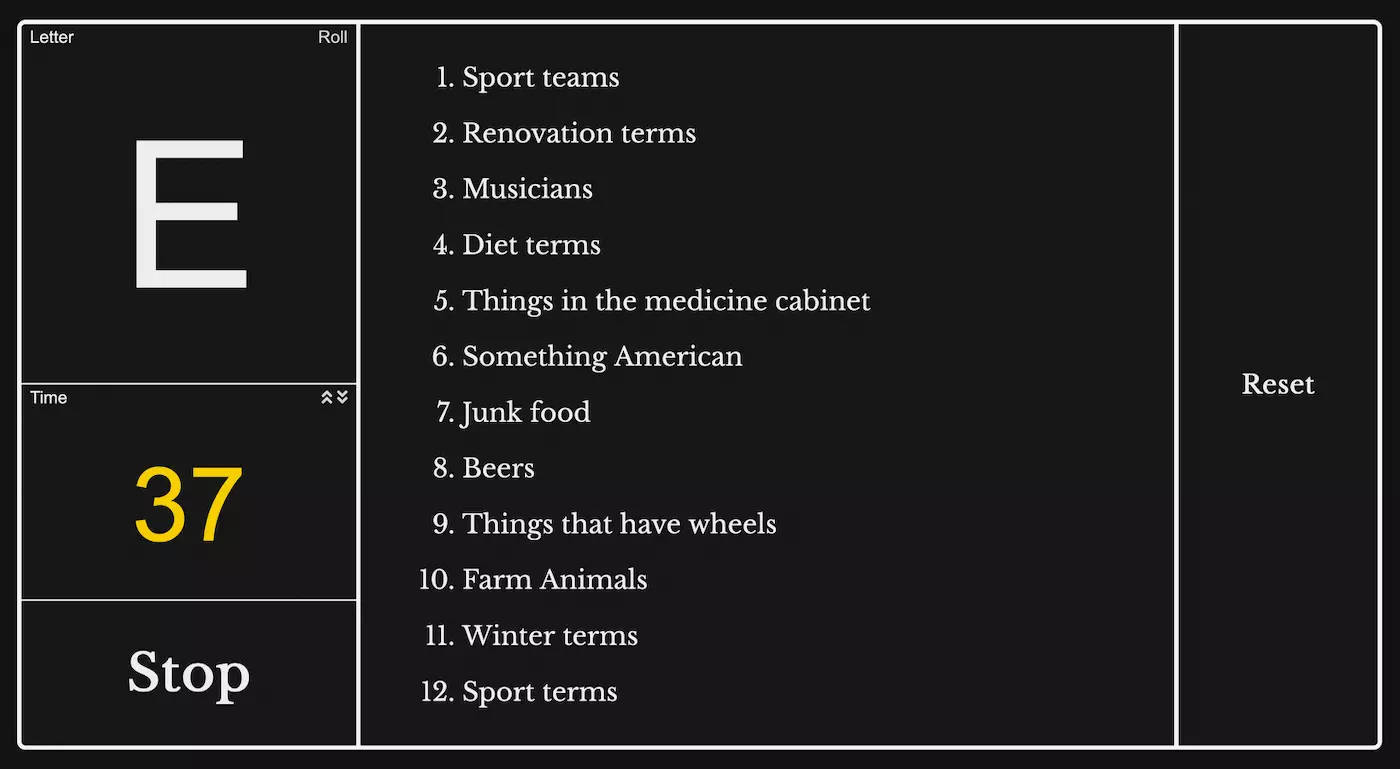 Letter
Roll
E
Time
37
Stop
1. Sport teams
2. Renovation terms
3. Musicians
4. Diet terms
5. Things in the medicine cabinet
6. Something American
7. Junk food
8. Beers
9. Things that have wheels
10. Farm Animals
11. Winter terms
12. Sport terms
Reset